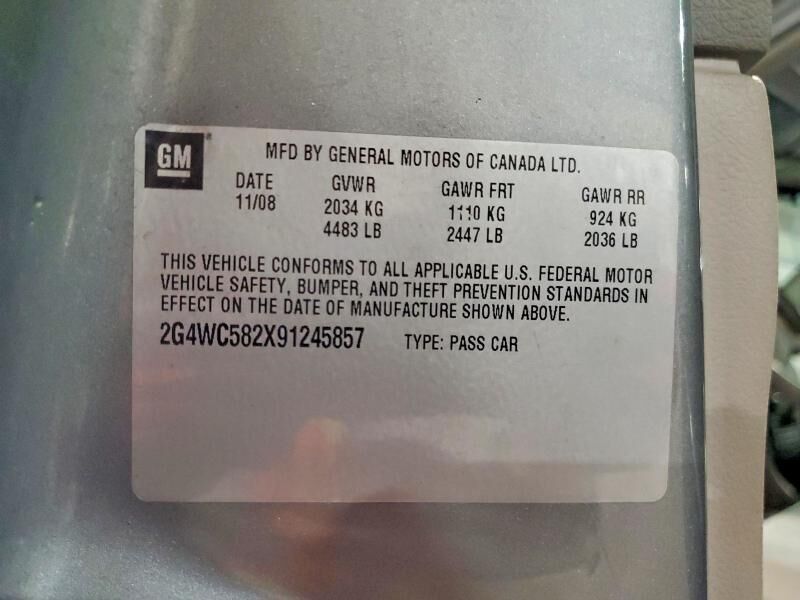 GM
MFD BY GENERAL MOTORS OF CANADA LTD.
DATE GVWR GAWR FRT GAWR RR
11/08 2034 KG 1110 KG 924 KG
4483 LB 2447 LB 2036 LB
THIS VEHICLE CONFORMS TO ALL APPLICABLE U.S. FEDERAL MOTOR
VEHICLE SAFETY, BUMPER, AND THEFT PREVENTION STANDARDS IN
EFFECT ON THE DATE OF MANUFACTURE SHOWN ABOVE.
2G4WC582X91245857 TYPE: PASS CAR